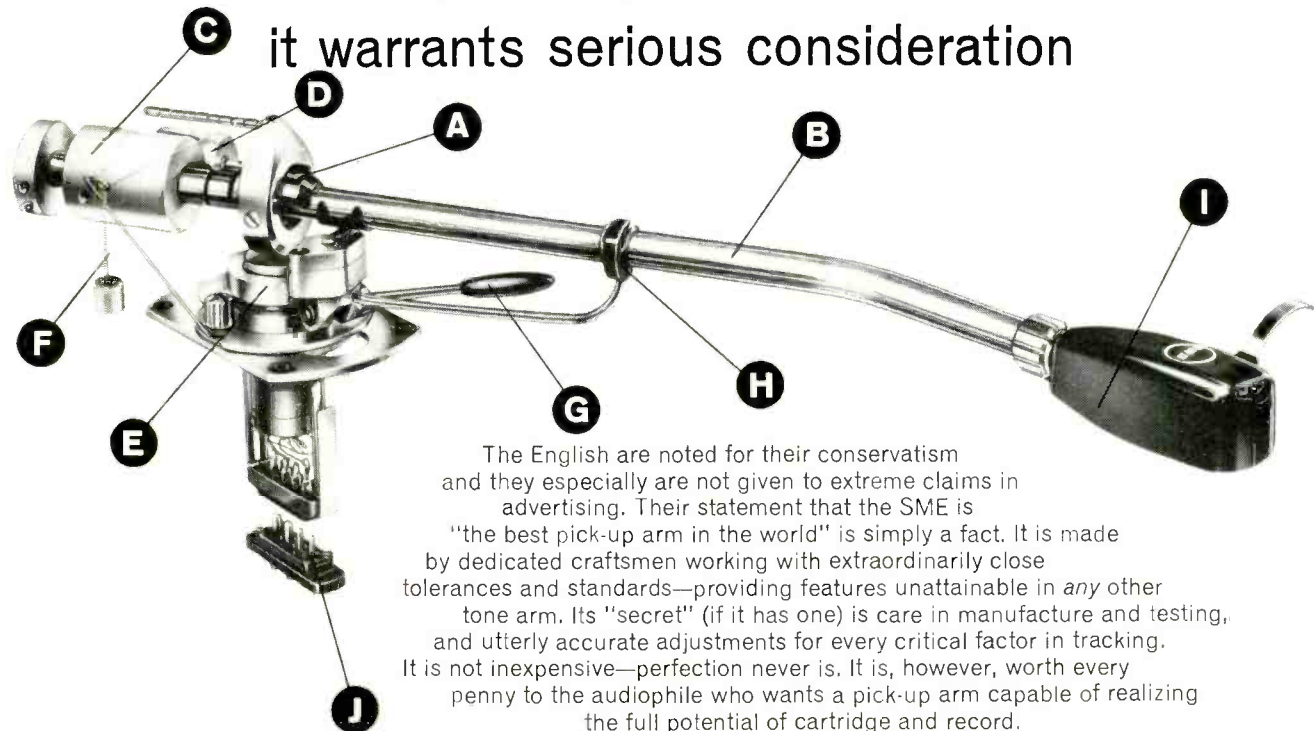 it warrants serious consideration
C
D
A
B
I
F
E
G
H
J
The English are noted for their conservatism
and they especially are not given to extreme claims in
advertising. Their statement that the SME is
"the best pick-up arm in the world" is simply a fact. It is made
by dedicated craftsmen working with extraordinarily close
tolerances and standards—providing features unattainable in any other
tone arm. Its "secret" (if it has one) is care in manufacture and testing,
and utterly accurate adjustments for every critical factor in tracking.
It is not inexpensive—perfection never is. It is, however, worth every
penny to the audiophile who wants a pick-up arm capable of realizing
the full potential of cartridge and record.